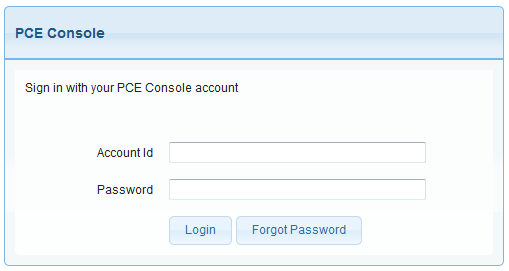 PCE Console
Sign in with your PCE Console account
Account Id
Password
Login Forgot Password